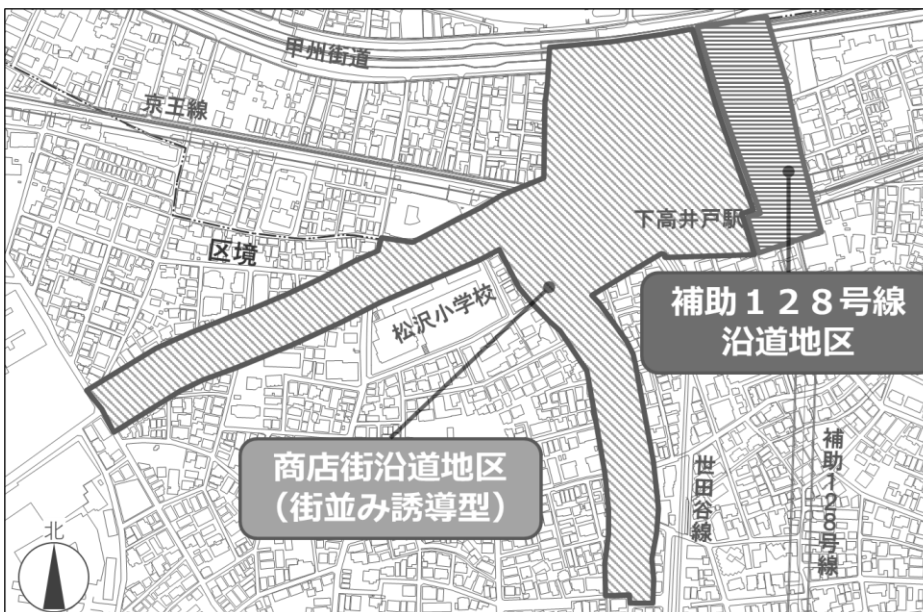 甲州街道
京王線
下高井戸駅
区境
松沢小学校
補助１２８号線
沿道地区
商店街沿道地区
（街並み誘導型）
世田谷線
補助128号線
北